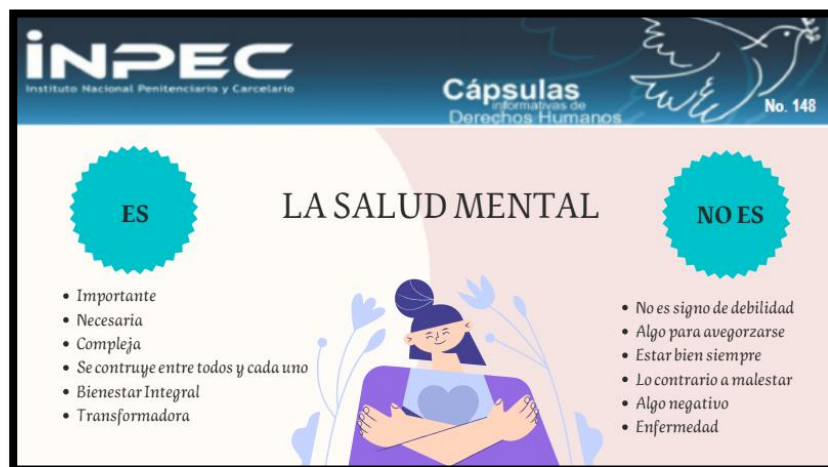 INPEC
Instituto Nacional Penitenciario y Carcelario
Cápsulas
informativas de
Derechos Humanos
No. 148
LA SALUD MENTAL
ES
• Importante
• Necesaria
• Compleja
• Se contruye entre todos y cada uno
• Bienestar Integral
• Transformadora
NO ES
• No es signo de debilidad
• Algo para avegorzarse
• Estar bien siempre
• Lo contrario a malestar
• Algo negativo
• Enfermedad